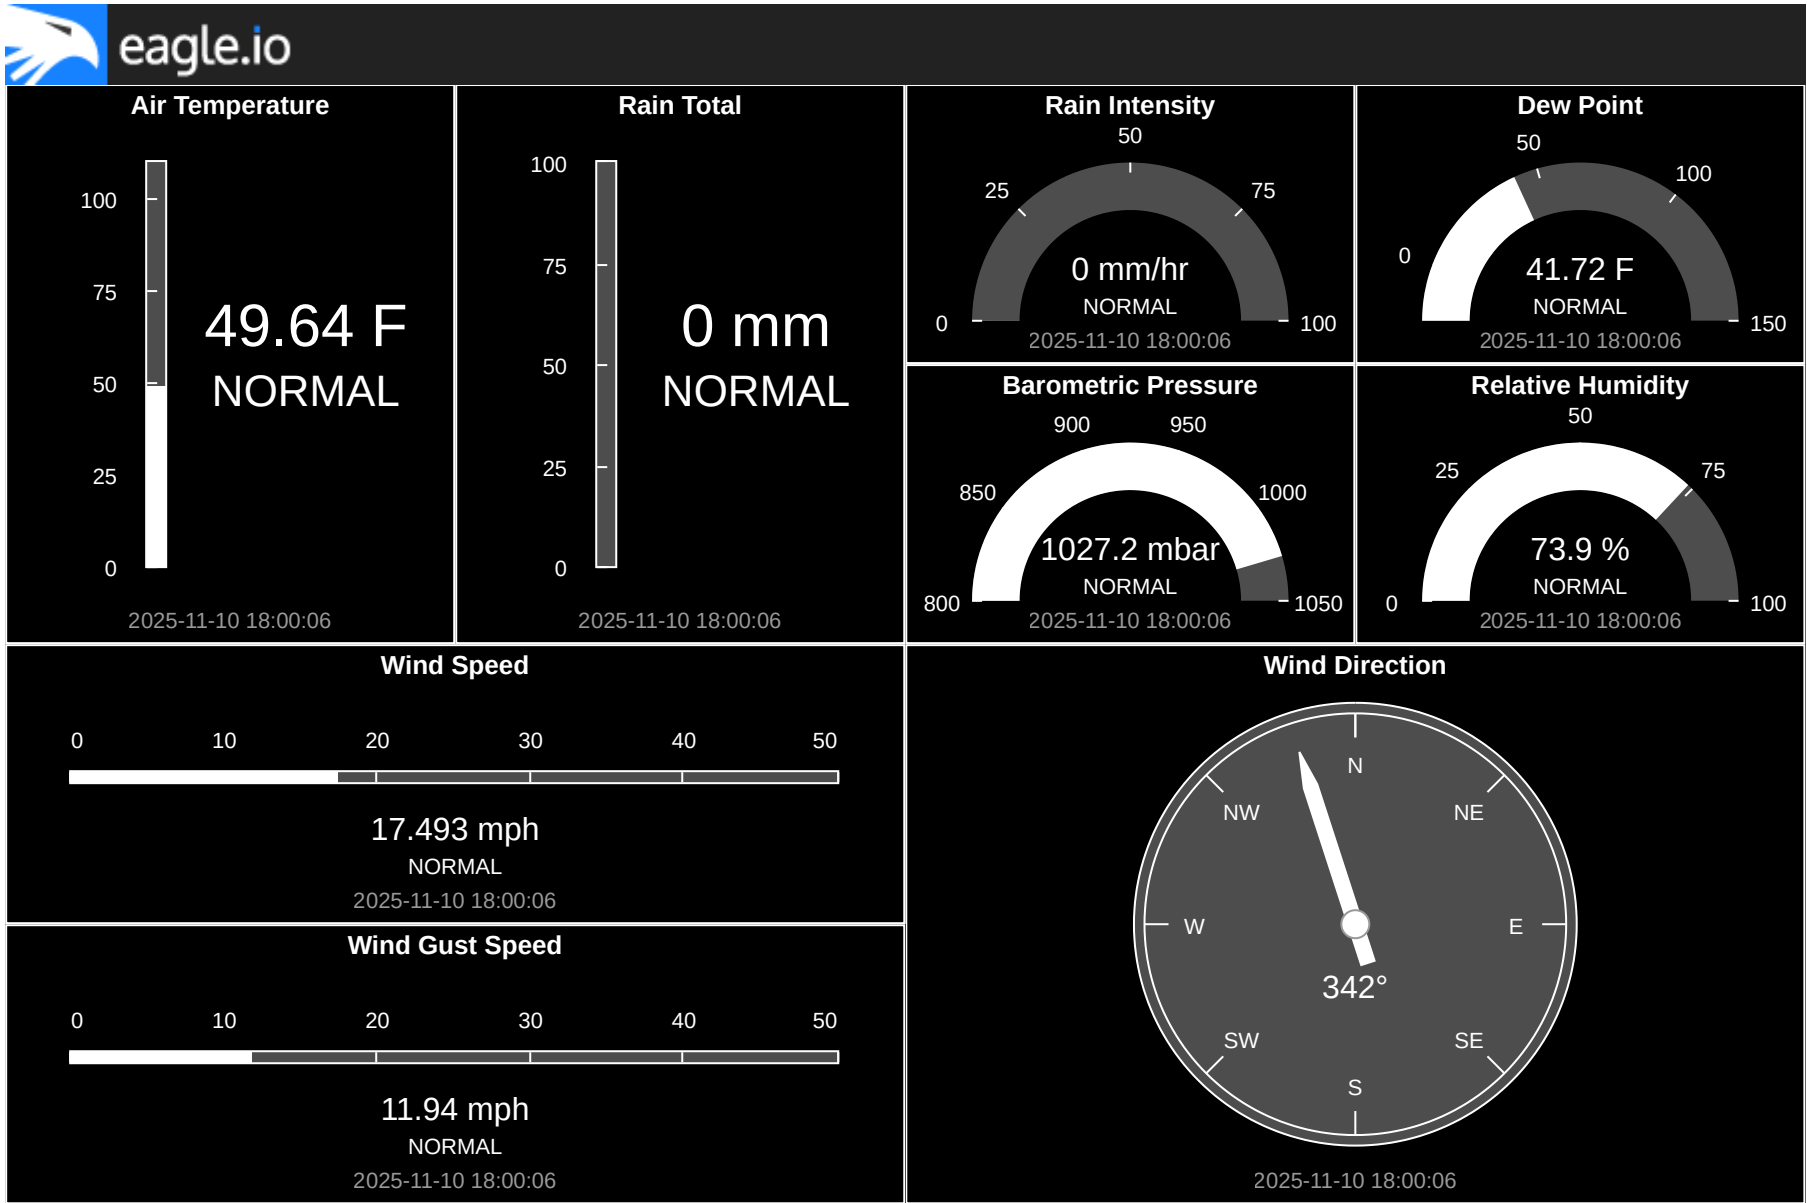 eagle.io
Air Temperature
100
75
50
25
0
49.64 F
NORMAL
2025-11-10 18:00:06
Rain Total
100
75
50
25
0
0 mm
NORMAL
2025-11-10 18:00:06
Rain Intensity
50
25
75
0
100
0 mm/hr
NORMAL
2025-11-10 18:00:06
Dew Point
50
100
0
150
41.72 F
NORMAL
2025-11-10 18:00:06
Barometric Pressure
900
950
850
1000
800
1050
1027.2 mbar
NORMAL
2025-11-10 18:00:06
Relative Humidity
50
25
75
0
100
73.9 %
NORMAL
2025-11-10 18:00:06
Wind Speed
0 10 20 30 40 50
17.493 mph
NORMAL
2025-11-10 18:00:06
Wind Gust Speed
0 10 20 30 40 50
11.94 mph
NORMAL
2025-11-10 18:00:06
Wind Direction
N
NW
NE
W
E
342°
SW
SE
S
2025-11-10 18:00:06